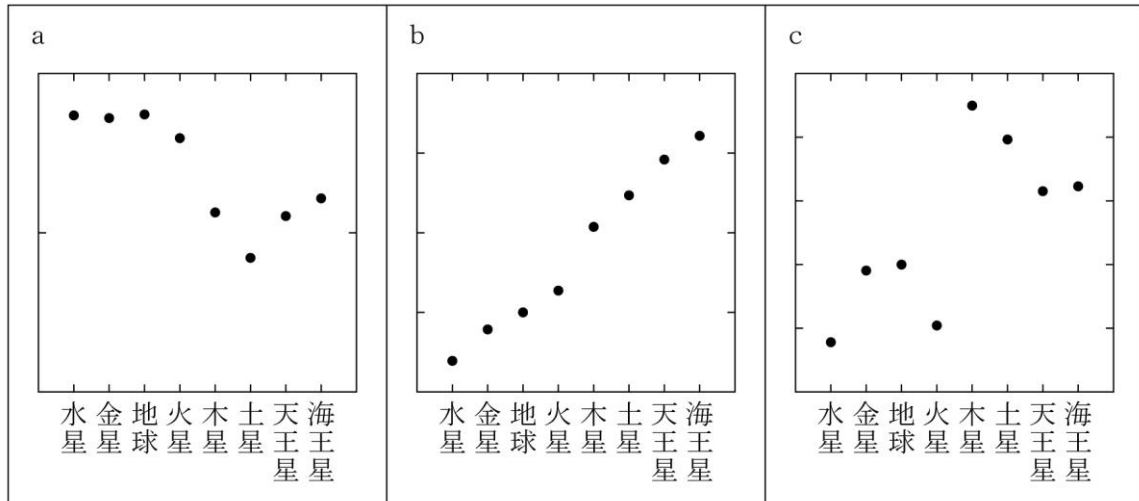 a
水星 金星 地球 火星 木星 土星 天王星 海王星
b
水星 金星 地球 火星 木星 土星 天王星 海王星
c
水星 金星 地球 火星 木星 土星 天王星 海王星